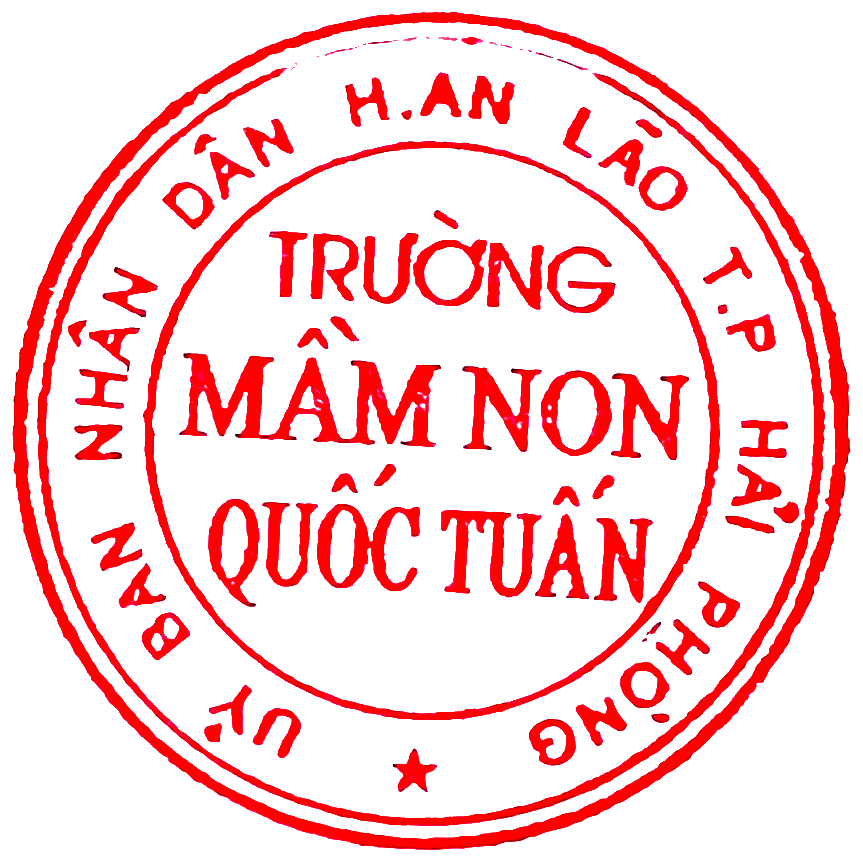 UỶ BAN NHÂN DÂN H.AN LÃO T.P HẢI PHÒNG
TRƯỜNG
MẦM NON
QUỐC TUẤN